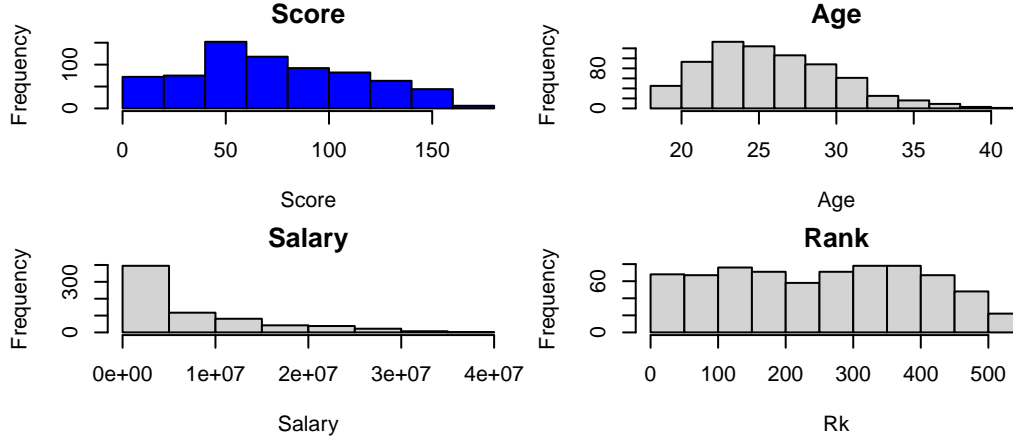 Score
Frequency
0 100
0 50 100 150
Score
Age
Frequency
0 80
20 25 30 35 40
Age
Salary
Frequency
0 300
0e+00 1e+07 2e+07 3e+07 4e+07
Salary
Rank
Frequency
0 60
0 100 200 300 400 500
Rk